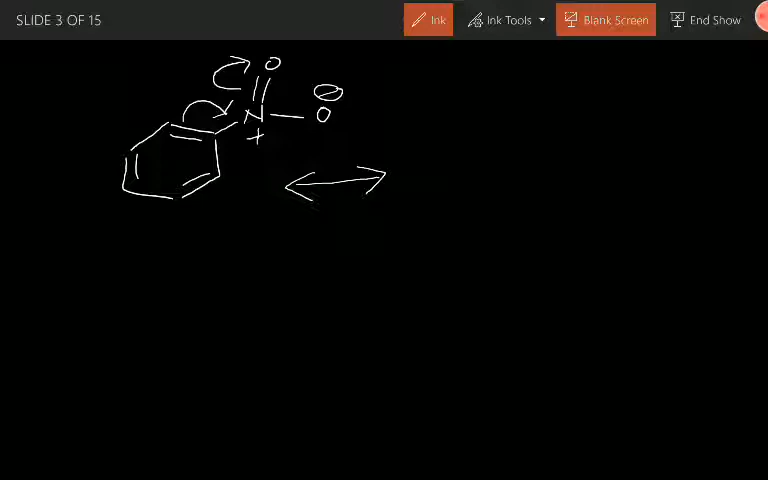 SLIDE 3 OF 15 Ink Ink Tools Blank Screen End Show
O
⊖
N O
+